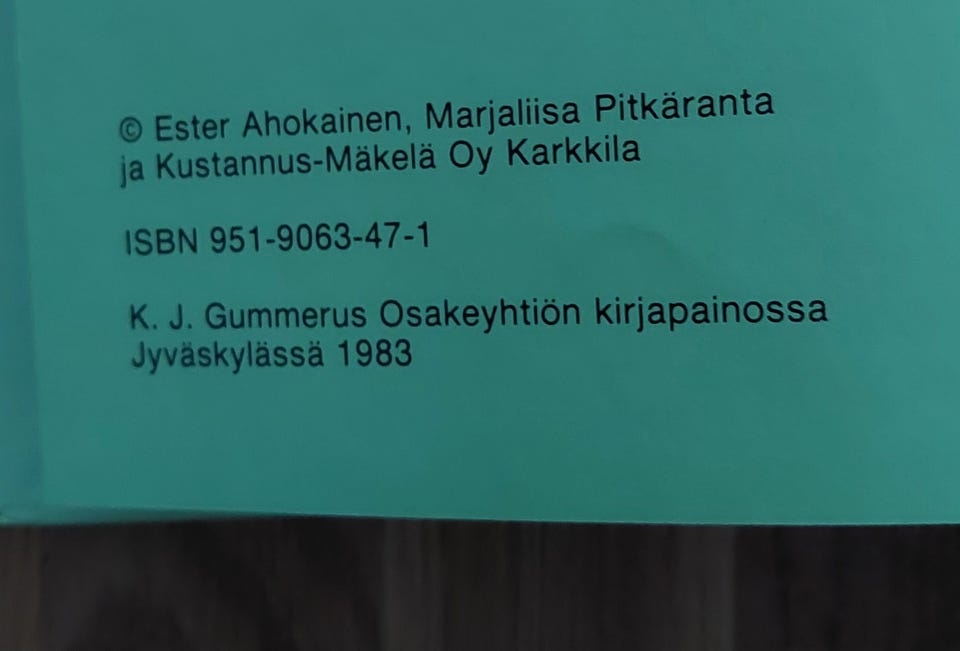 © Ester Ahokainen, Marjaliisa Pitkäranta
ja Kustannus-Mäkelä Oy Karkkila
ISBN 951-9063-47-1
K. J. Gummerus Osakeyhtiön kirjapainossa
Jyväskylässä 1983